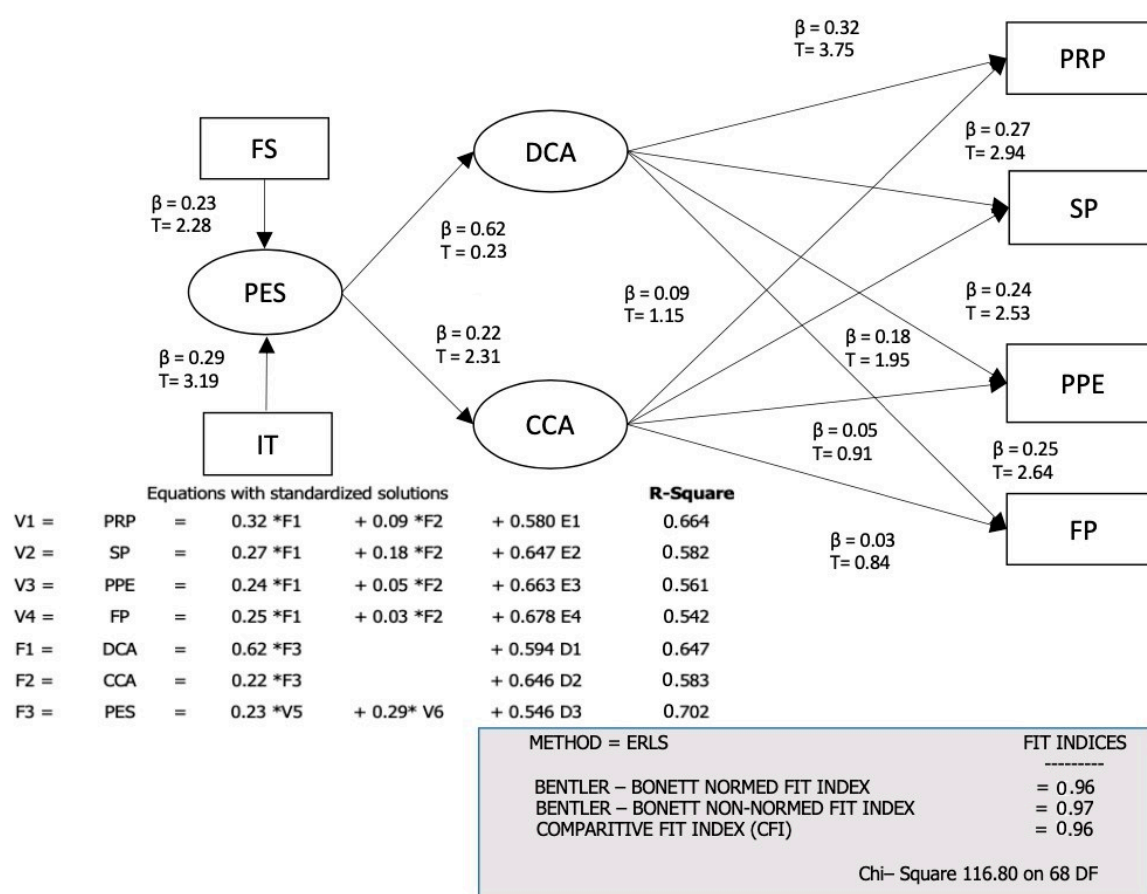 β = 0.32
T= 3.75
PRP
FS
DCA
β = 0.27
T= 2.94
β = 0.23
T= 2.28
SP
β = 0.62
T= 0.23
PES
β = 0.09
T= 1.15
β = 0.24
T= 2.53
β = 0.22
T = 2.31
β = 0.18
T = 1.95
β = 0.29
T= 3.19
PPE
IT
CCA
β = 0.05
T= 0.91
β = 0.25
T= 2.64
FP
β = 0.03
T= 0.84
Equations with standardized solutions R-Square
V1 = PRP = 0.32 *F1 + 0.09 *F2 + 0.580 E1 0.664
V2 = SP = 0.27 *F1 + 0.18 *F2 + 0.647 E2 0.582
V3 = PPE = 0.24 *F1 + 0.05 *F2 + 0.663 E3 0.561
V4 = FP = 0.25 *F1 + 0.03 *F2 + 0.678 E4 0.542
F1 = DCA = 0.62 *F3 + 0.594 D1 0.647
F2 = CCA = 0.22 *F3 + 0.646 D2 0.583
F3 = PES = 0.23 *V5 + 0.29* V6 + 0.546 D3 0.702
METHOD = ERLS FIT INDICES
---------
BENTLER – BONETT NORMED FIT INDEX = 0.96
BENTLER – BONETT NON-NORMED FIT INDEX = 0.97
COMPARITIVE FIT INDEX (CFI) = 0.96
Chi– Square 116.80 on 68 DF